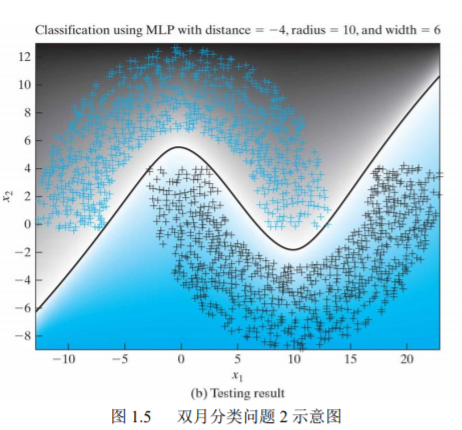 Classification using MLP with distance = −4, radius = 10, and width = 6
12
10
8
6
4
2
0
−2
−4
−6
−8
x2
−10 −5 0 5 10 15 20
x1
(b) Testing result
图 1.5 双月分类问题 2 示意图